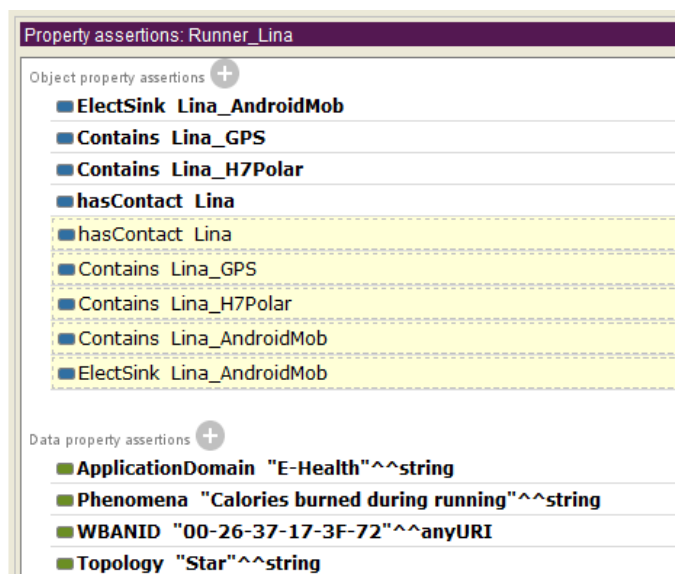 Property assertions: Runner_Lina
Object property assertions
ElectSink Lina_AndroidMob
Contains Lina_GPS
Contains Lina_H7Polar
hasContact Lina
hasContact Lina
Contains Lina_GPS
Contains Lina_H7Polar
Contains Lina_AndroidMob
ElectSink Lina_AndroidMob
Data property assertions
ApplicationDomain "E-Health"^^string
Phenomena "Calories burned during running"^^string
WBANID "00-26-37-17-3F-72"^^anyURI
Topology "Star"^^string